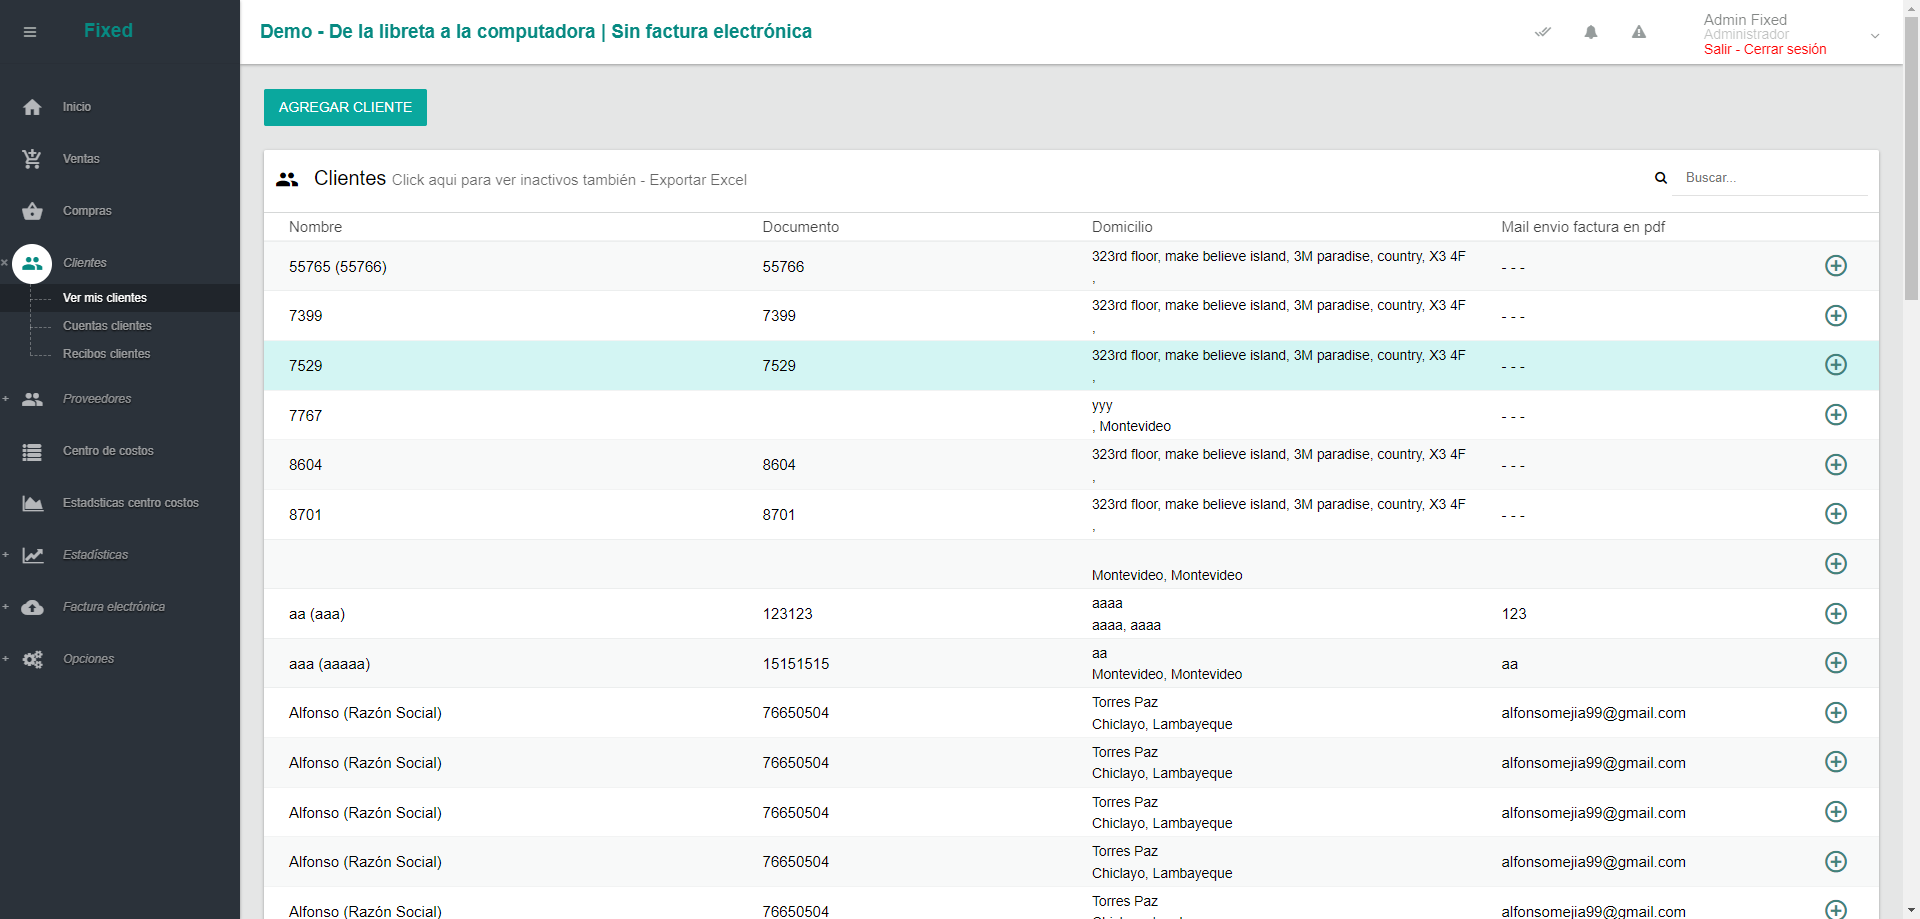 Fixed
Demo - De la libreta a la computadora | Sin factura electrónica
Admin Fixed
Administrador
Salir - Cerrar sesión
Inicio
Ventas
Compras
Clientes
Ver mis clientes
Cuentas clientes
Recibos clientes
Proveedores
Centro de costos
Estadsticas centro costos
Estadísticas
Factura electrónica
Opciones
AGREGAR CLIENTE
Clientes Click aqui para ver inactivos también - Exportar Excel
Buscar...
Nombre Documento Domicilio Mail envio factura en pdf
55765 (55766) 55766 323rd floor, make believe island, 3M paradise, country, X3 4F - - -
,
7399 7399 323rd floor, make believe island, 3M paradise, country, X3 4F - - -
,
7529 7529 323rd floor, make believe island, 3M paradise, country, X3 4F - - -
,
7767 yyy - - -
, Montevideo
8604 8604 323rd floor, make believe island, 3M paradise, country, X3 4F - - -
,
8701 8701 323rd floor, make believe island, 3M paradise, country, X3 4F - - -
,
Montevideo, Montevideo
aa (aaa) 123123 aaaa 123
aaaa, aaaa
aaa (aaaaa) 15151515 aa aa
Montevideo, Montevideo
Alfonso (Razón Social) 76650504 Torres Paz alfonsomejia99@gmail.com
Chiclayo, Lambayeque
Alfonso (Razón Social) 76650504 Torres Paz alfonsomejia99@gmail.com
Chiclayo, Lambayeque
Alfonso (Razón Social) 76650504 Torres Paz alfonsomejia99@gmail.com
Chiclayo, Lambayeque
Alfonso (Razón Social) 76650504 Torres Paz alfonsomejia99@gmail.com
Chiclayo, Lambayeque
Alfonso (Razón Social) 76650504 Torres Paz alfonsomejia99@gmail.com